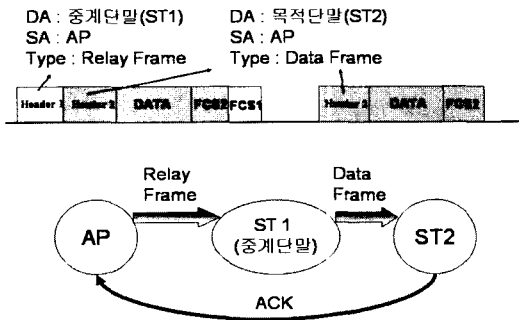 DA : 중계단말(ST1)
SA : AP
Type : Relay Frame
DA : 목적단말(ST2)
SA : AP
Type : Data Frame
Header 1 Header 2 DATA FCS2 FCS1
Header 2 DATA FCS2
Relay Frame
Data Frame
AP
ST 1
(중계단말)
ST2
ACK